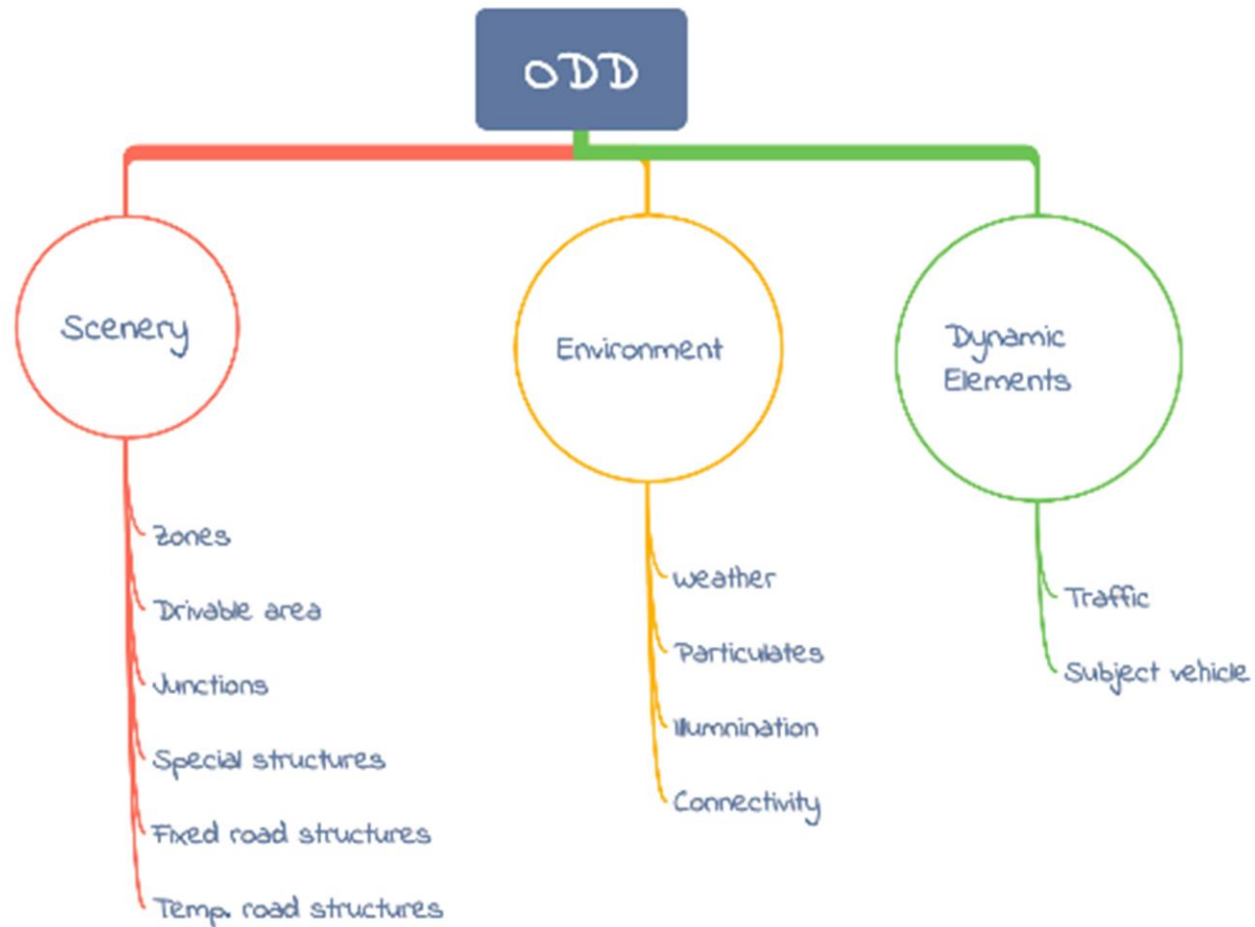 ODD
Scenery
Environment
Dynamic
Elements
Zones
Drivable area
Junctions
Special structures
Fixed road structures
Temp. road structures
Weather
Particulates
Illumnination
Connectivity
Traffic
Subject vehicle